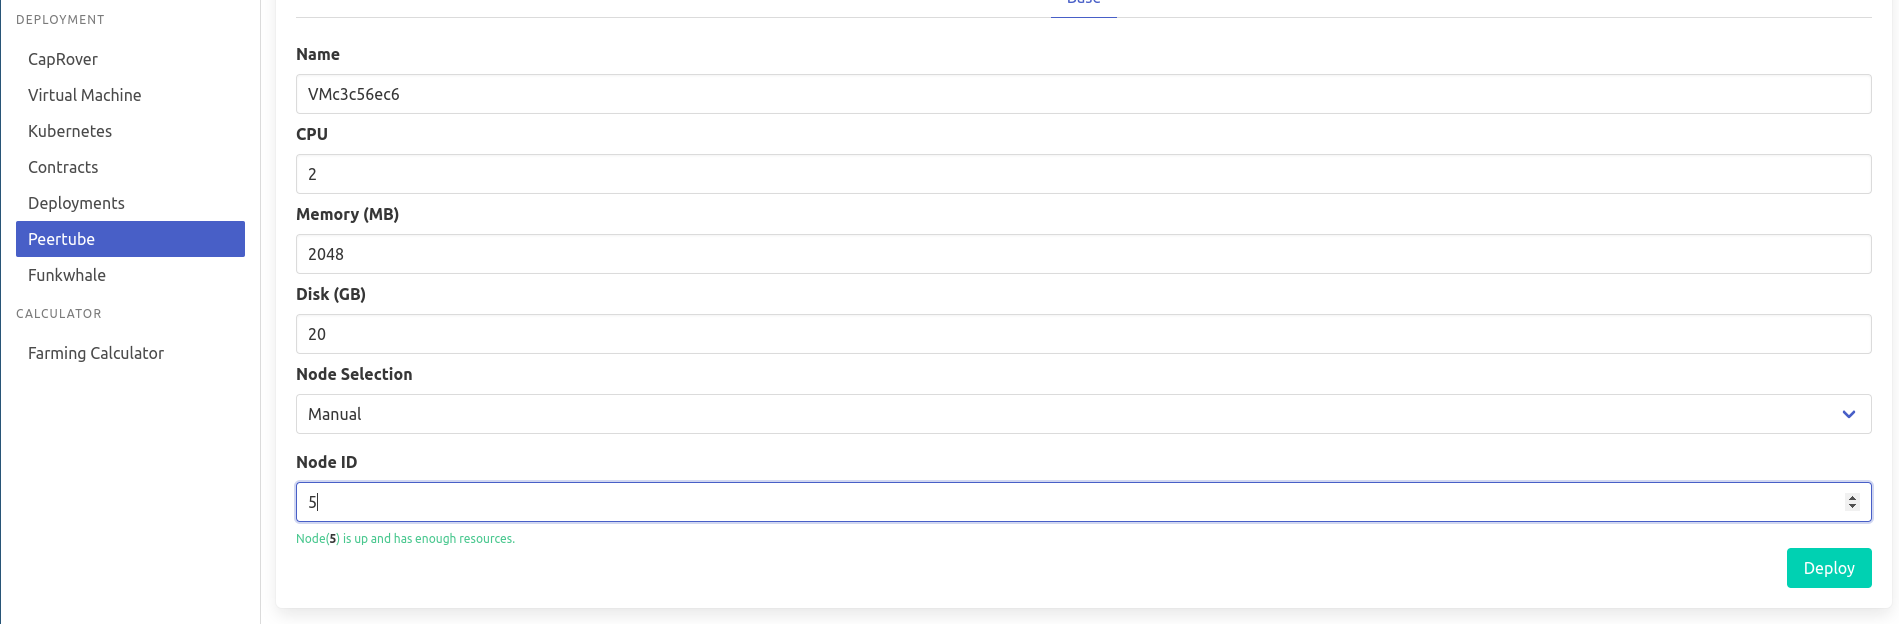 DEPLOYMENT
CapRover
Virtual Machine
Kubernetes
Contracts
Deployments
Peertube
Funkwhale
CALCULATOR
Farming Calculator
Base
Name
VMc3c56ec6
CPU
2
Memory (MB)
2048
Disk (GB)
20
Node Selection
Manual
Node ID
5
Node(5) is up and has enough resources.
Deploy